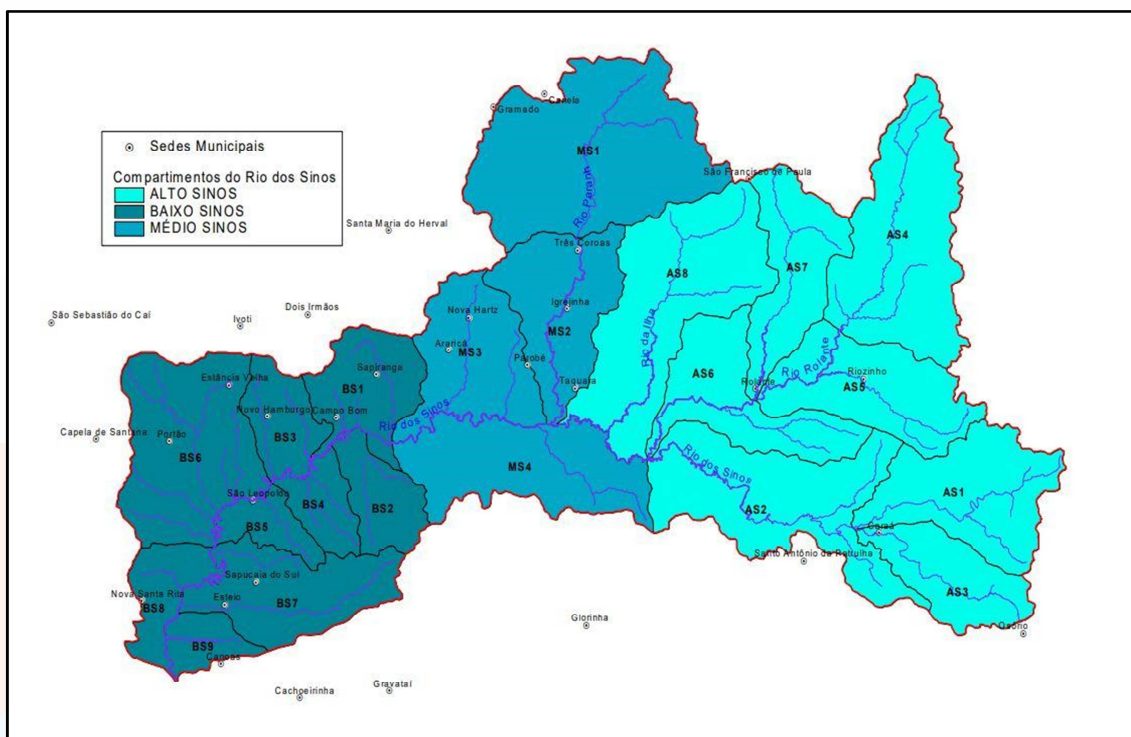 Canela
Gramado
Sedes Municipais
Compartimentos do Rio dos Sinos
ALTO SINOS
BAIXO SINOS
MÉDIO SINOS
MS1
São Francisco de Paula
Rio Paranh
Santa Maria do Herval
AS4
Três Coroas
AS7
AS8
Dois Irmãos
São Sebastião do Caí
Ivoti
Nova Hartz
Igrejinha
MS2
Rio da Ilha
Araricá
MS3
Rio Rolante
Parobé
AS6
Riozinho
AS5
Estância Velha
Sapiranga
BS1
Taquara
Rolante
Novo Hamburgo
Campo Bom
Rio dos Sinos
Capela de Santana
Portão
BS3
BS6
MS4
Rio dos Sinos
São Leopoldo
BS4
BS2
AS2
AS1
BS5
Caraá
Santo Antônio da Patrulha
Sapucaia do Sul
Nova Santa Rita
BS8
Esteio
BS7
AS3
Glorinha
Osório
BS9
Canoas
Cachoeirinha
Gravataí